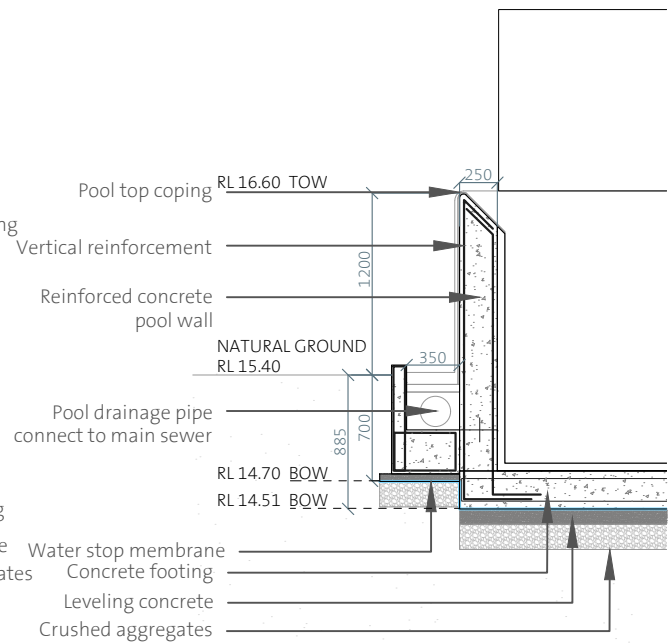 250
Pool top coping
RL 16.60 TOW
ng
Vertical reinforcement
1200
Reinforced concrete
pool wall
NATURAL GROUND
RL 15.40
350
Pool drainage pipe
connect to main sewer
885
700
RL 14.70 BOW
RL 14.51 BOW
g
e
Water stop membrane
ates
Concrete footing
Leveling concrete
Crushed aggregates